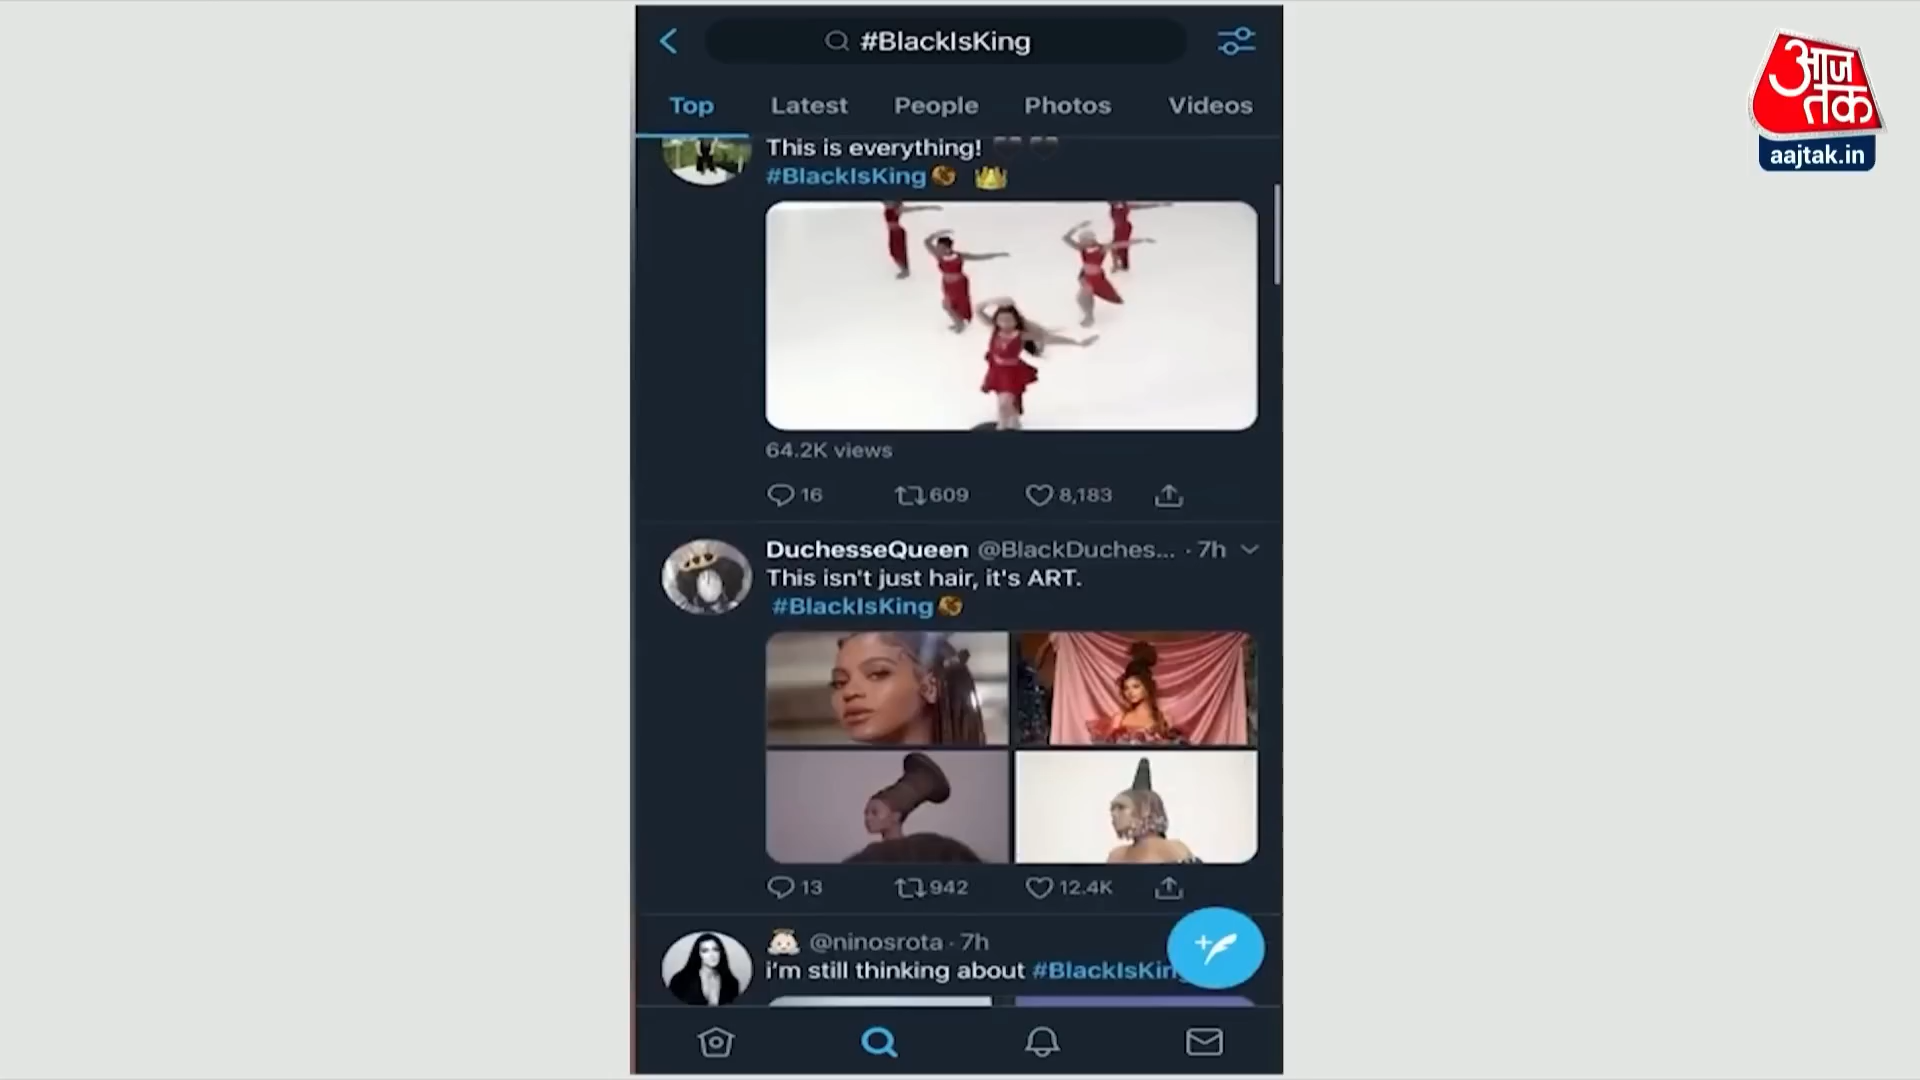 #BlackIsKing
Top Latest People Photos Videos
This is everything!
#BlackIsKing
64.2K views
16 609 8,183
DuchesseQueen @BlackDuches... · 7h
This isn't just hair, it's ART.
#BlackIsKing
13 942 12.4K
@ninosrota · 7h
i'm still thinking about #BlackIsKin
आज
तक
aajtak.in